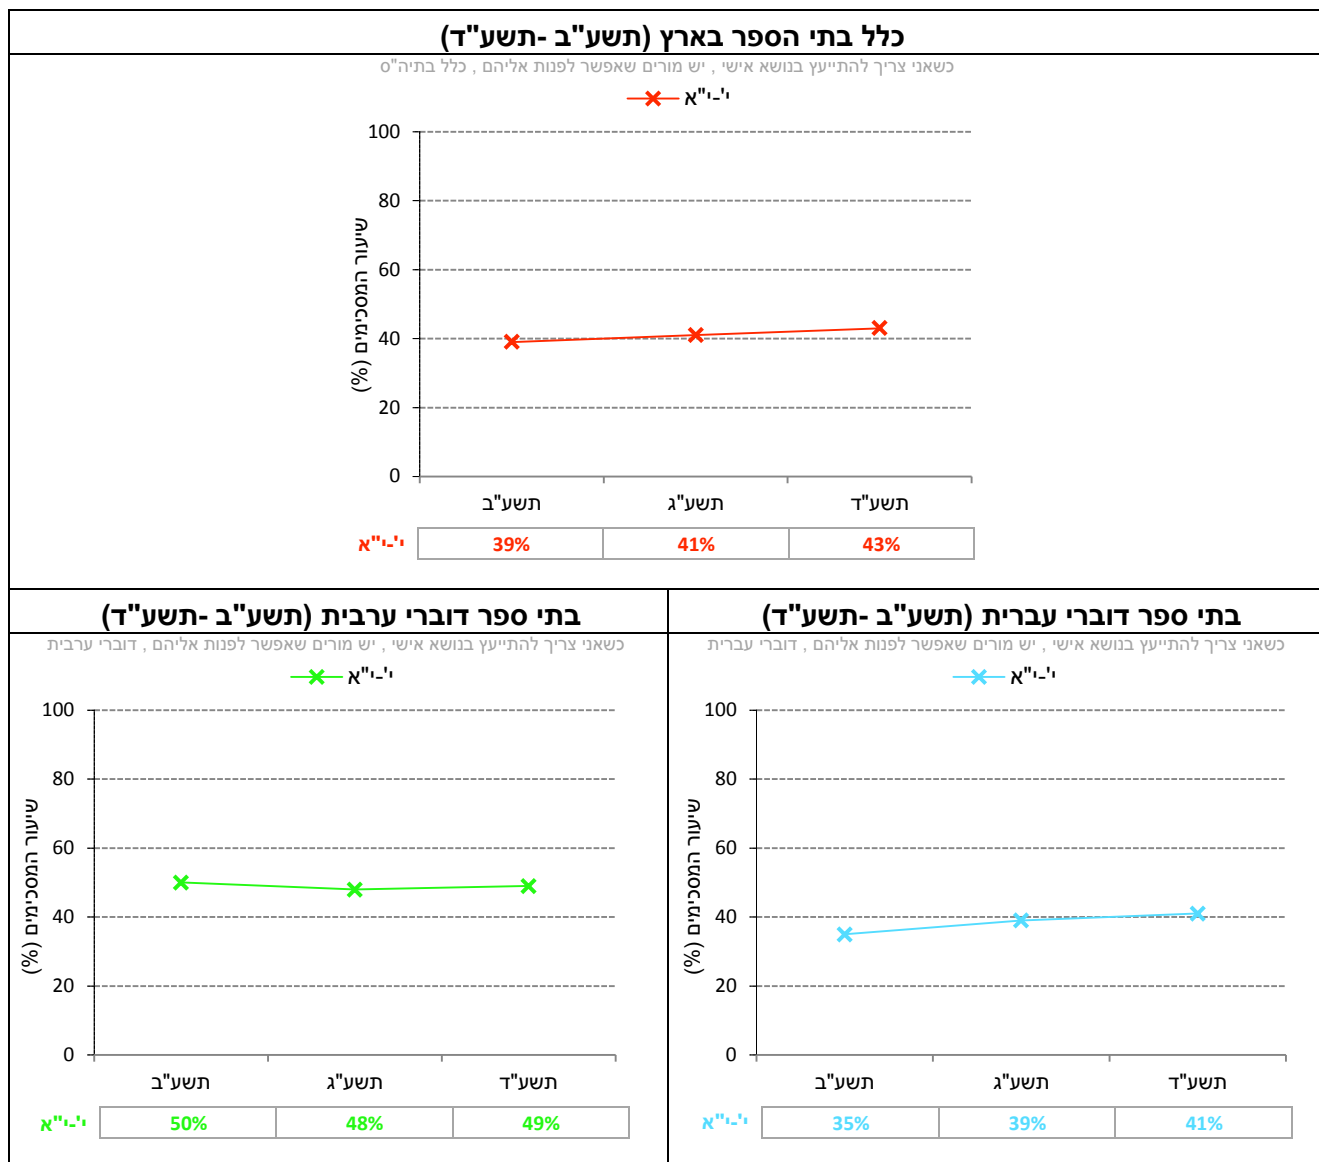 כלל בתי הספר בארץ (תשע"ב -תשע"ד)
כשאני צריך להתייעץ בנושא אישי , יש מורים שאפשר לפנות אליהם , כלל בתיה"ס
י'-י"א
שיעור המסכימים (%)
100
80
60
40
20
0
תשע"ב תשע"ג תשע"ד
י'-י"א 39% 41% 43%
בתי ספר דוברי עברית (תשע"ב -תשע"ד)
כשאני צריך להתייעץ בנושא אישי , יש מורים שאפשר לפנות אליהם , דוברי עברית
י'-י"א
שיעור המסכימים (%)
100
80
60
40
20
0
תשע"ב תשע"ג תשע"ד
י'-י"א 35% 39% 41%
בתי ספר דוברי ערבית (תשע"ב -תשע"ד)
כשאני צריך להתייעץ בנושא אישי , יש מורים שאפשר לפנות אליהם , דוברי ערבית
י'-י"א
שיעור המסכימים (%)
100
80
60
40
20
0
תשע"ב תשע"ג תשע"ד
י'-י"א 50% 48% 49%